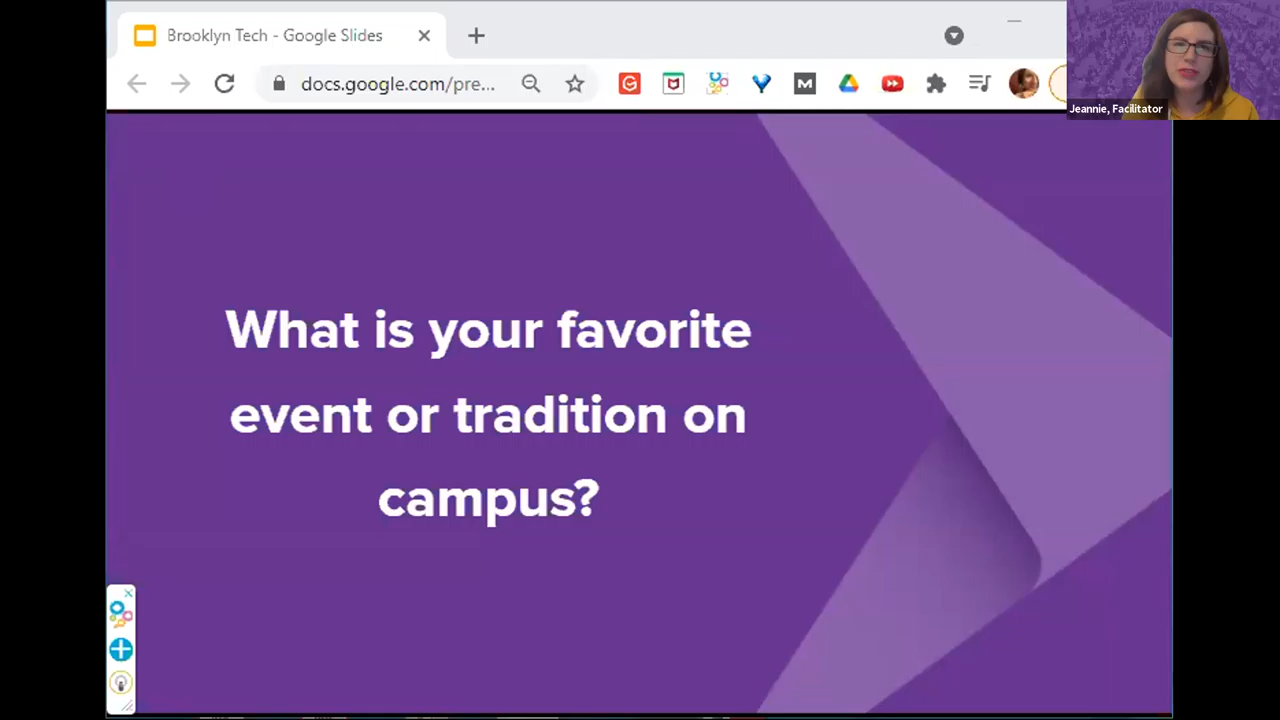 Brooklyn Tech - Google Slides
docs.google.com/pre...
Jeannie, Facilitator
What is your favorite
event or tradition on
campus?